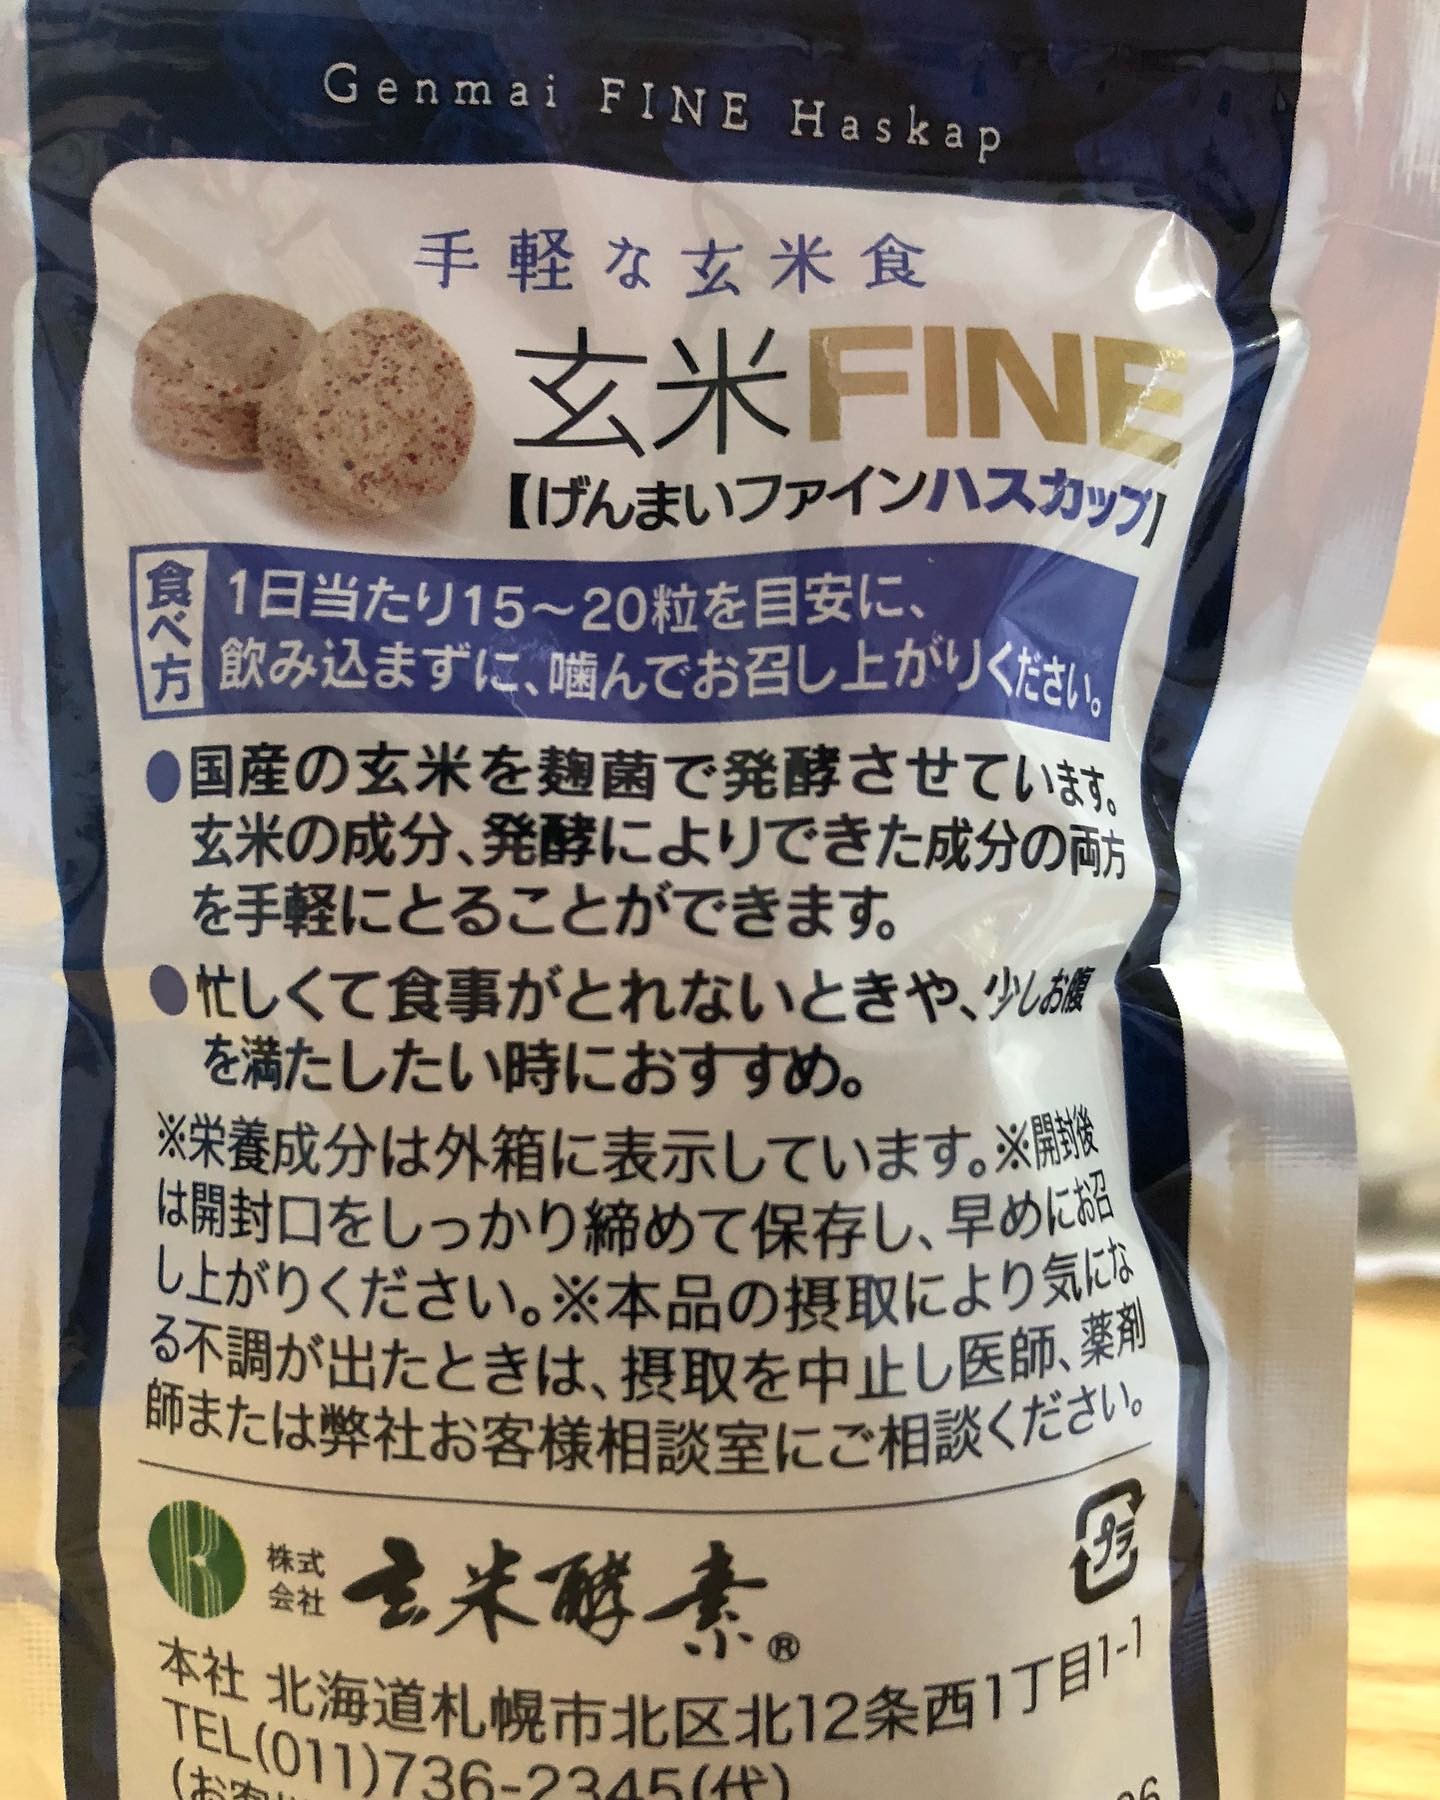 Genmai FINE Haskap
手軽な玄米食
玄米FINE
【げんまいファインハスカップ】
食べ方
1日当たり15～20粒を目安に、
飲み込まずに、噛んでお召し上がりください。
●国産の玄米を麹菌で発酵させています。
玄米の成分、発酵によりできた成分の両方
を手軽にとることができます。
●忙しくて食事がとれないときや、少しお腹
を満たしたい時におすすめ。
※栄養成分は外箱に表示しています。※開封後
は開封口をしっかり締めて保存し、早めにお召
し上がりください。※本品の摂取により気にな
る不調が出たときは、摂取を中止し医師、薬剤
師または弊社お客様相談室にご相談ください。
プラ
株式
会社
玄米酵素®
本社 北海道札幌市北区北12条西1丁目1-1
TEL(011)736-2345(代)